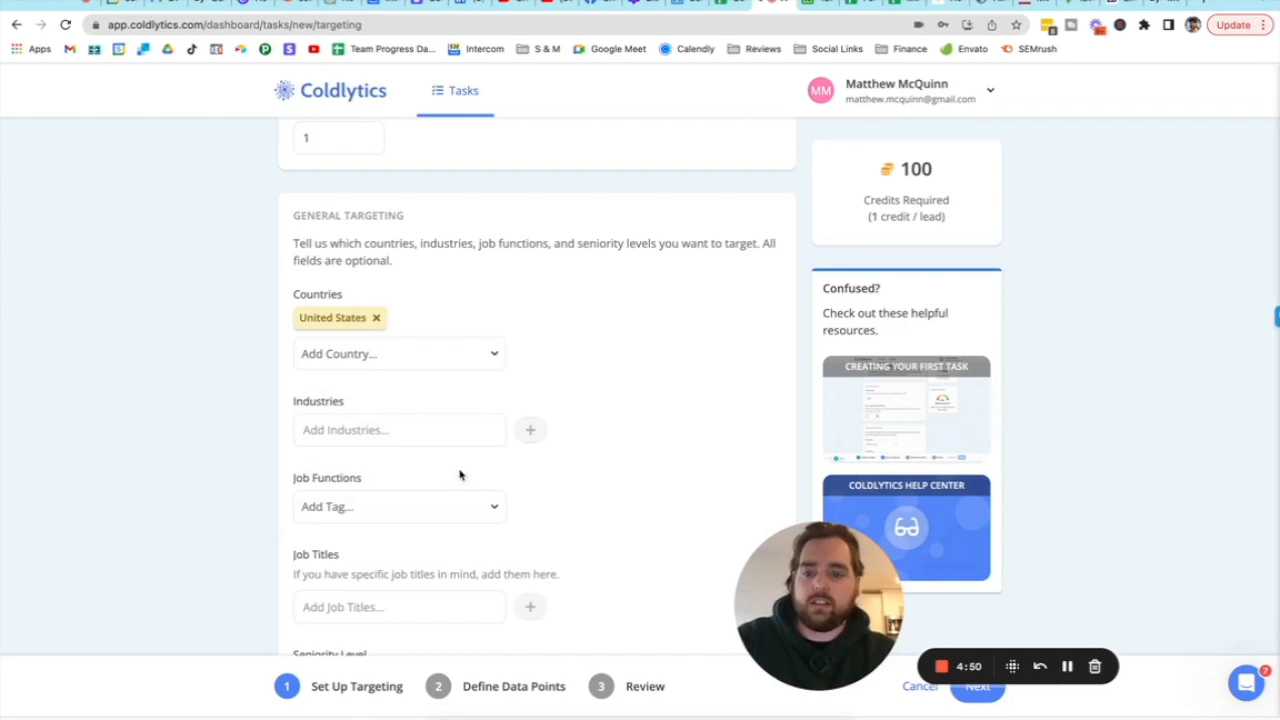 app.coldlytics.com/dashboard/tasks/new/targeting
Update
Apps
Team Progress Da...
Intercom
S & M
Google Meet
Calendly
Reviews
Social Links
Finance
Envato
SEMrush
Coldlytics
Tasks
MM
Matthew McQuinn
matthew.mcquinn@gmail.com
1
100
Credits Required
(1 credit / lead)
GENERAL TARGETING
Tell us which countries, industries, job functions, and seniority levels you want to target. All
fields are optional.
Countries
United States
Add Country...
Industries
Add Industries...
Job Functions
Add Tag...
Job Titles
If you have specific job titles in mind, add them here.
Add Job Titles...
Seniority Level
Confused?
Check out these helpful
resources.
CREATING YOUR FIRST TASK
COLDLYTICS HELP CENTER
4:50
1 Set Up Targeting
2 Define Data Points
3 Review
Cancel
Next
7